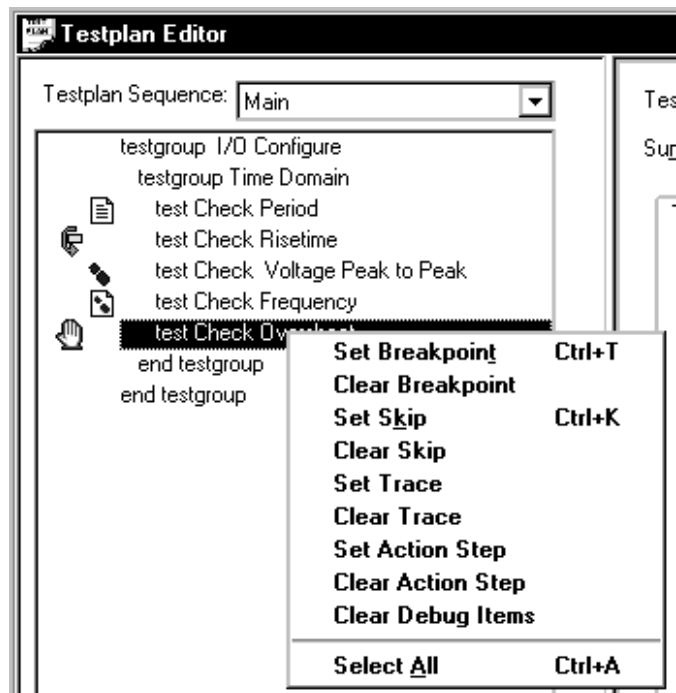 Testplan Editor
Testplan Sequence: Main
testgroup I/O Configure
testgroup Time Domain
test Check Period
test Check Risetime
test Check Voltage Peak to Peak
test Check Frequency
test Check
end testgroup
end testgroup
Set Breakpoint Ctrl+T
Clear Breakpoint
Set Skip Ctrl+K
Clear Skip
Set Trace
Clear Trace
Set Action Step
Clear Action Step
Clear Debug Items
Select All Ctrl+A